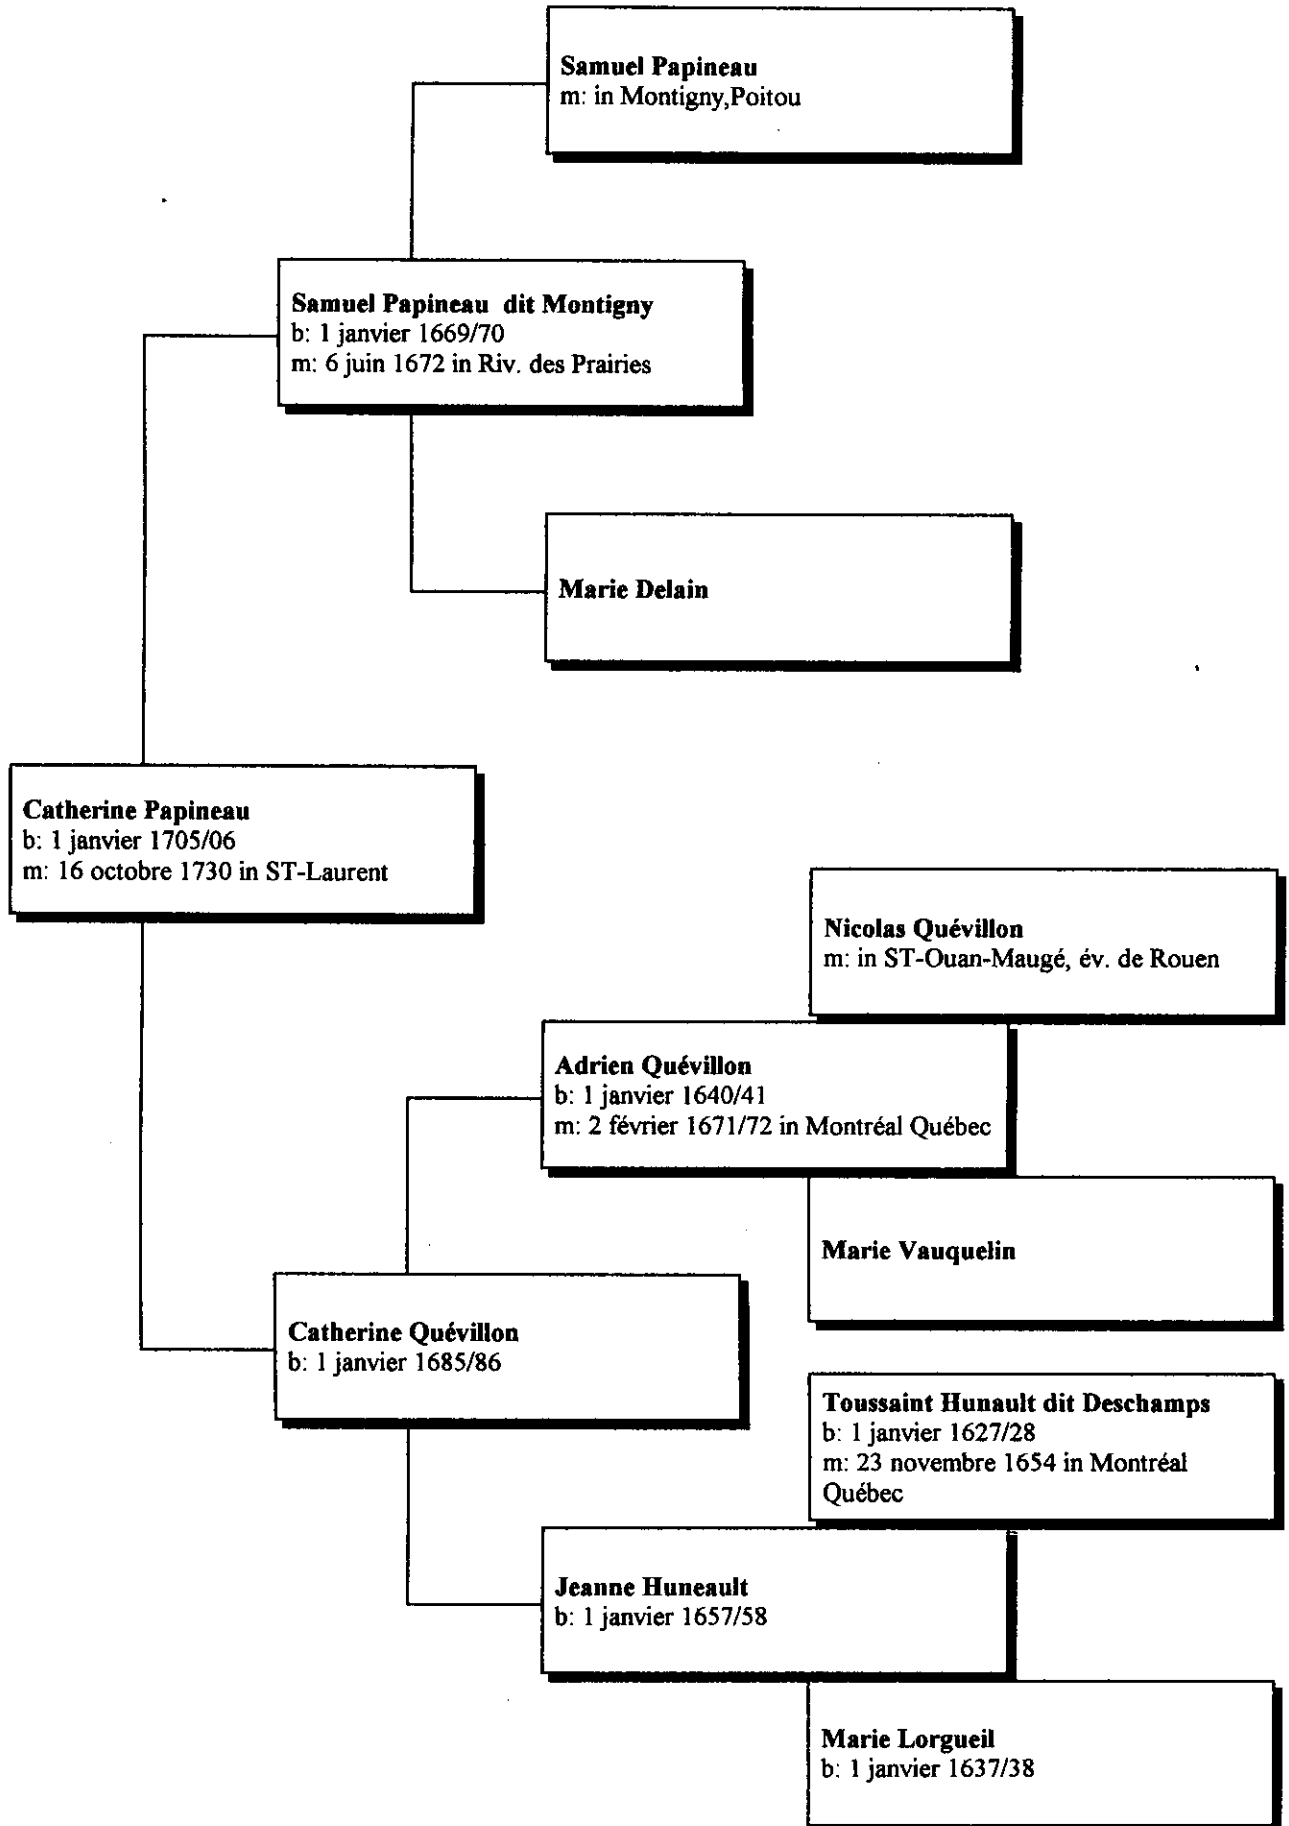 Samuel Papineau
m: in Montigny,Poitou
Samuel Papineau dit Montigny
b: 1 janvier 1669/70
m: 6 juin 1672 in Riv. des Prairies
Marie Delain
Catherine Papineau
b: 1 janvier 1705/06
m: 16 octobre 1730 in ST-Laurent
Nicolas Quévillon
m: in ST-Ouan-Maugé, év. de Rouen
Adrien Quévillon
b: 1 janvier 1640/41
m: 2 février 1671/72 in Montréal Québec
Marie Vauquelin
Catherine Quévillon
b: 1 janvier 1685/86
Toussaint Hunault dit Deschamps
b: 1 janvier 1627/28
m: 23 novembre 1654 in Montréal
Québec
Jeanne Huneault
b: 1 janvier 1657/58
Marie Lorgueil
b: 1 janvier 1637/38